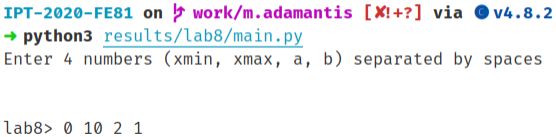 IPT-2020-FE81 on work/m.adamantis [✘!+?] via C v4.8.2
➜ python3 results/lab8/main.py
Enter 4 numbers (xmin, xmax, a, b) separated by spaces
lab8> 0 10 2 1